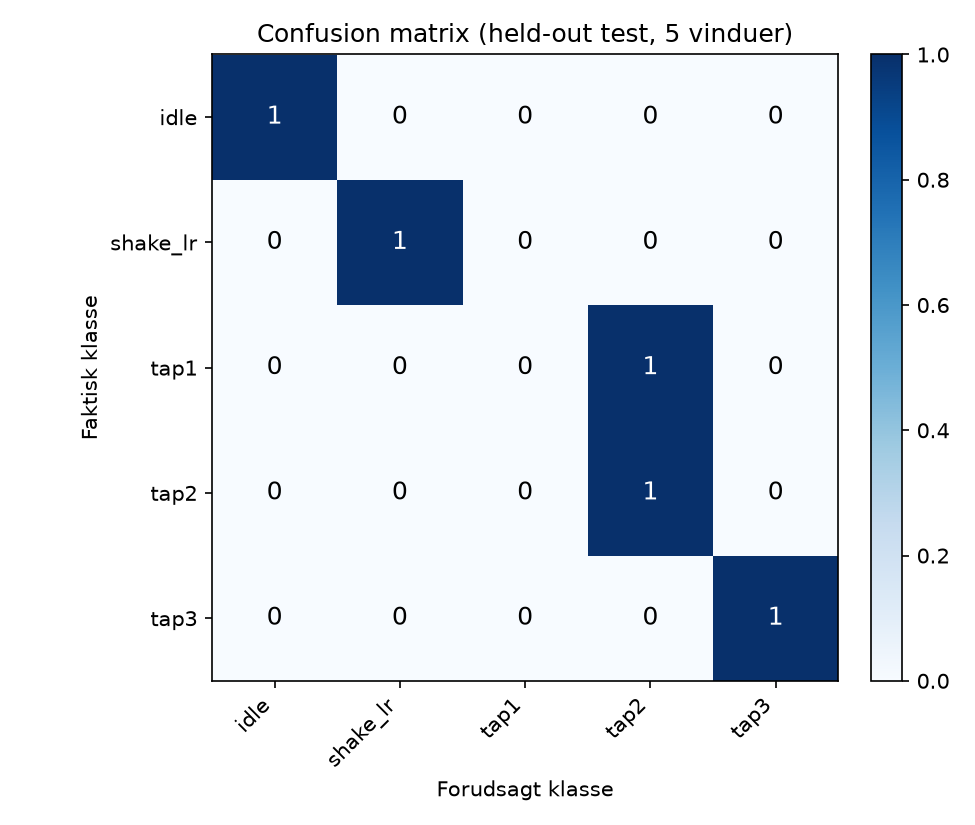 Confusion matrix (held-out test, 5 vinduer)
idle 1 0 0 0 0
shake_lr 0 1 0 0 0
tap1 0 0 0 1 0
tap2 0 0 0 1 0
tap3 0 0 0 0 1
Faktisk klasse
idle shake_lr tap1 tap2 tap3
Forudsagt klasse
1.0
0.8
0.6
0.4
0.2
0.0